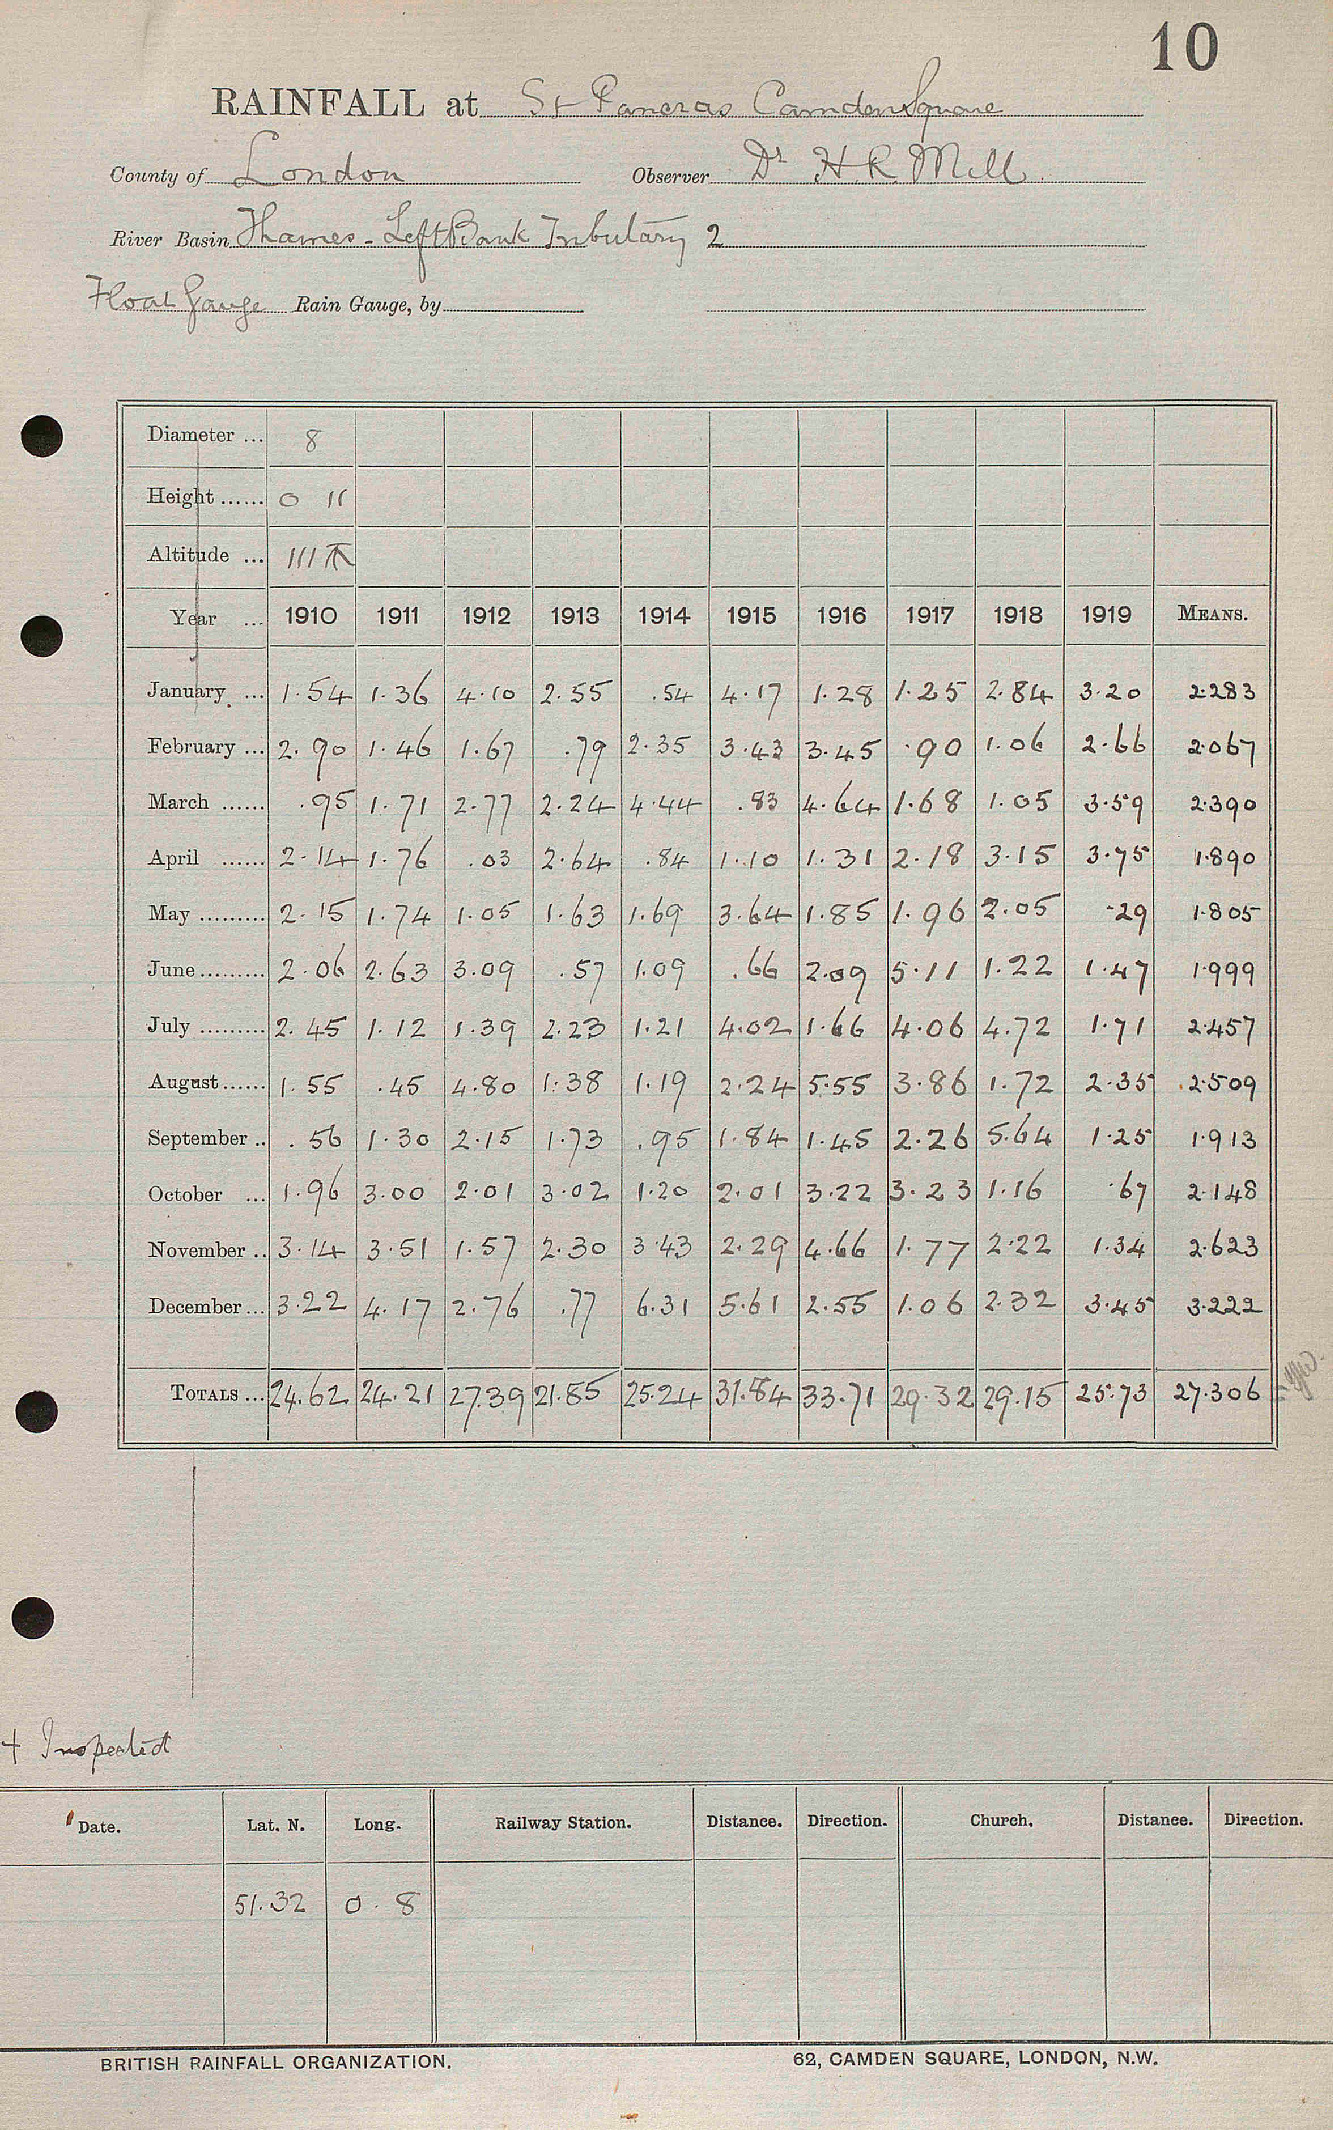 10
RAINFALL at St Pancras Camden Square
County of London Observer Dr H R Mill
River Basin Thames - Left Bank Tributary 2
Float Gauge Rain Gauge, by
Diameter ... 8
Height ...... 0 11
Altitude ... 111 ft
Year ... 1910 1911 1912 1913 1914 1915 1916 1917 1918 1919 MEANS.
January ... 1.54 1.36 4.10 2.55 .54 4.17 1.28 1.25 2.84 3.20 2.283
February ... 2.90 1.46 1.67 .79 2.35 3.43 3.45 .90 1.06 2.66 2.067
March ...... .95 1.71 2.77 2.24 4.44 .83 4.64 1.68 1.05 3.59 2.390
April ...... 2.14 1.76 .03 2.64 .84 1.10 1.31 2.18 3.15 3.75 1.890
May ......... 2.15 1.74 1.05 1.63 1.69 3.64 1.85 1.96 2.05 .29 1.805
June ......... 2.06 2.63 3.09 .57 1.09 .66 2.09 5.11 1.22 1.47 1.999
July ......... 2.45 1.12 1.39 2.23 1.21 4.02 1.66 4.06 4.72 1.71 2.457
August ...... 1.55 .45 4.80 1.38 1.19 2.24 5.55 3.86 1.72 2.35 2.509
September .. .56 1.30 2.15 1.73 .95 1.84 1.45 2.26 5.64 1.25 1.913
October ... 1.96 3.00 2.01 3.02 1.20 2.01 3.22 3.23 1.16 .67 2.148
November .. 3.14 3.51 1.57 2.30 3.43 2.29 4.66 1.77 2.22 1.34 2.623
December ... 3.22 4.17 2.76 .77 6.31 5.61 2.55 1.06 2.32 3.45 3.222
TOTALS ... 24.62 24.21 27.39 21.85 25.24 31.84 33.71 29.32 29.15 25.73 27.306
+ Inspected
Date. Lat. N. Long. Railway Station. Distance. Direction. Church. Distance. Direction.
51.32 0.8
BRITISH RAINFALL ORGANIZATION. 62, CAMDEN SQUARE, LONDON, N.W.